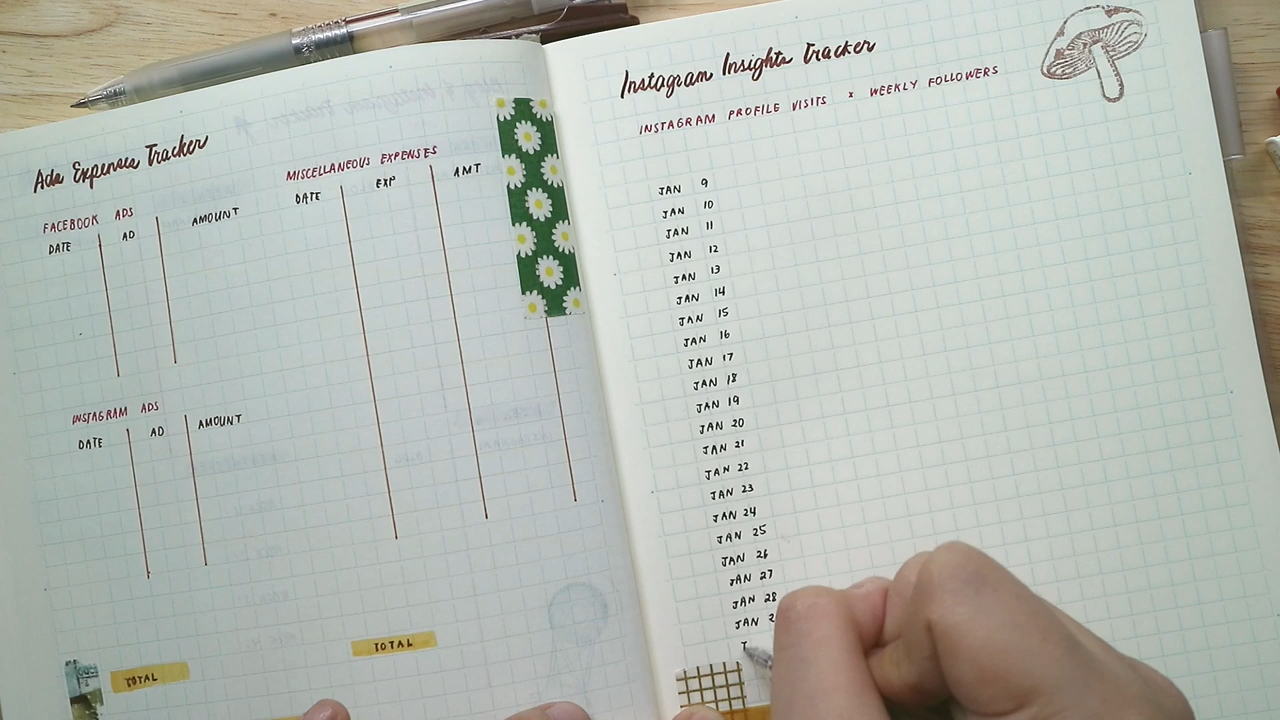 Ads Expenses Tracker
FACEBOOK ADS
DATE AD AMOUNT
INSTAGRAM ADS
DATE AD AMOUNT
TOTAL
MISCELLANEOUS EXPENSES
DATE EXP AMT
TOTAL
Instagram Insights Tracker
INSTAGRAM PROFILE VISITS × WEEKLY FOLLOWERS
JAN 9
JAN 10
JAN 11
JAN 12
JAN 13
JAN 14
JAN 15
JAN 16
JAN 17
JAN 18
JAN 19
JAN 20
JAN 21
JAN 22
JAN 23
JAN 24
JAN 25
JAN 26
JAN 27
JAN 28
JAN 2